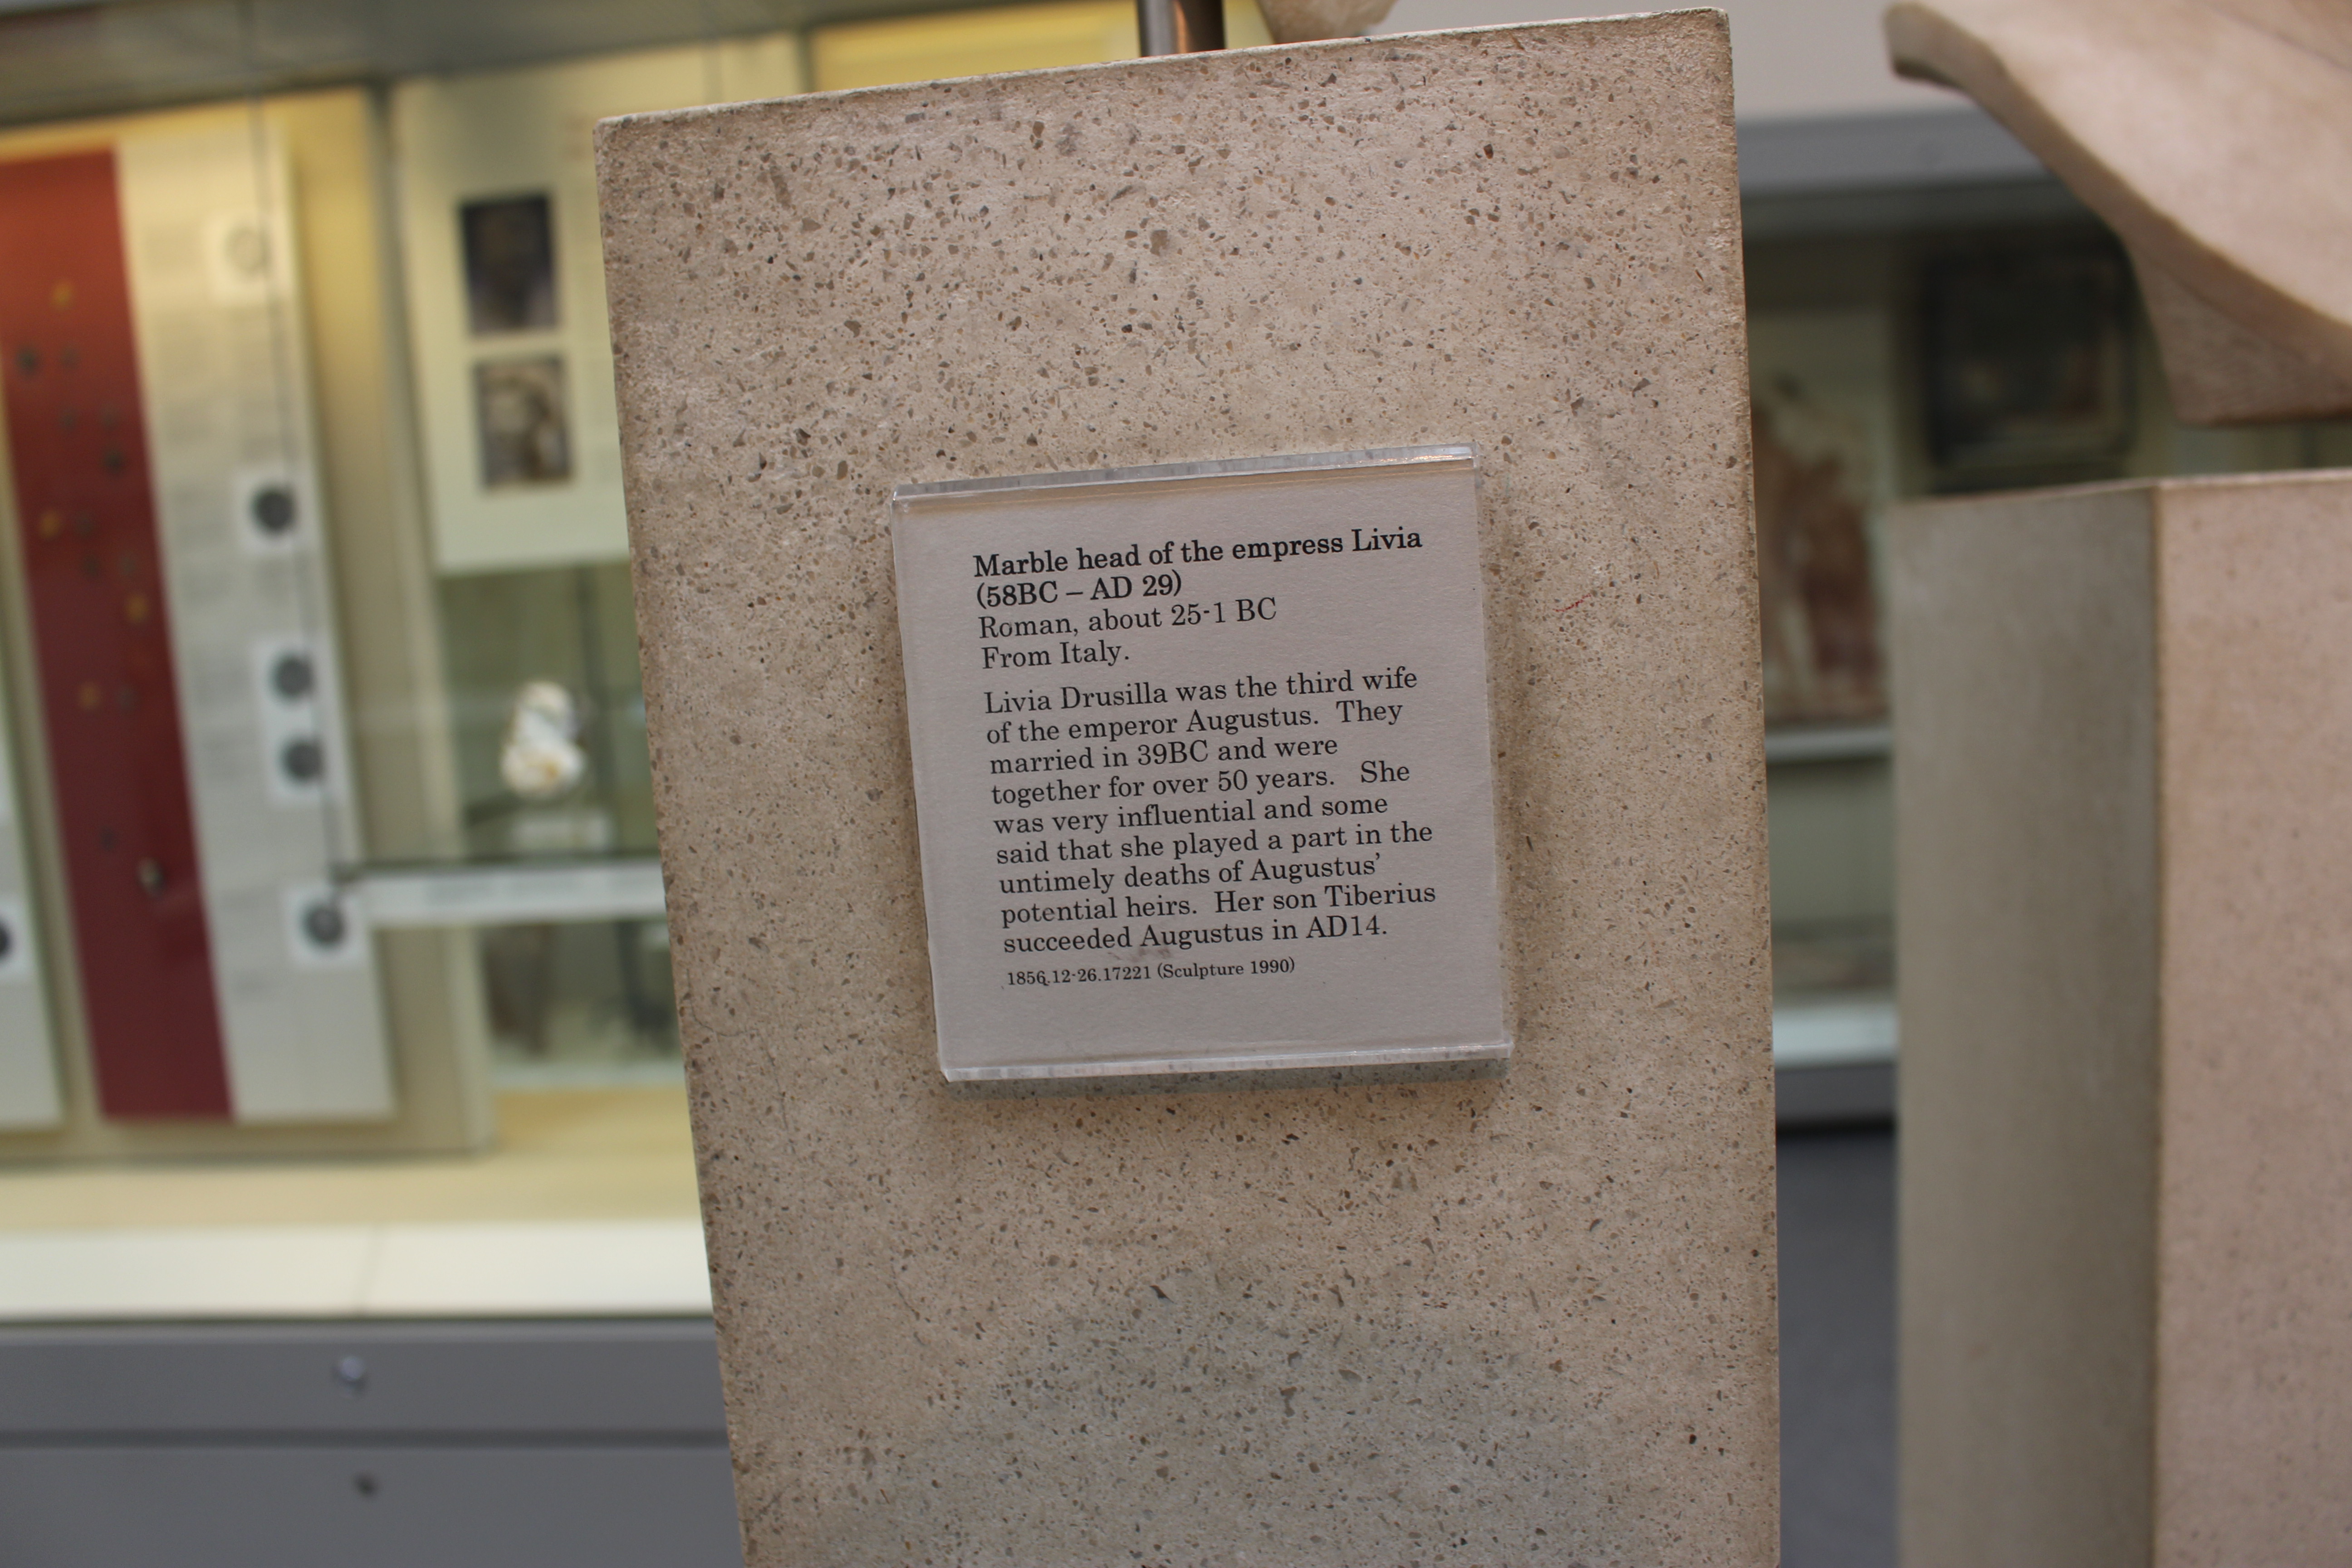 Marble head of the empress Livia
(58BC – AD 29)
Roman, about 25-1 BC
From Italy.
Livia Drusilla was the third wife
of the emperor Augustus. They
married in 39BC and were
together for over 50 years. She
was very influential and some
said that she played a part in the
untimely deaths of Augustus'
potential heirs. Her son Tiberius
succeeded Augustus in AD14.
1856.12-26.17221 (Sculpture 1990)